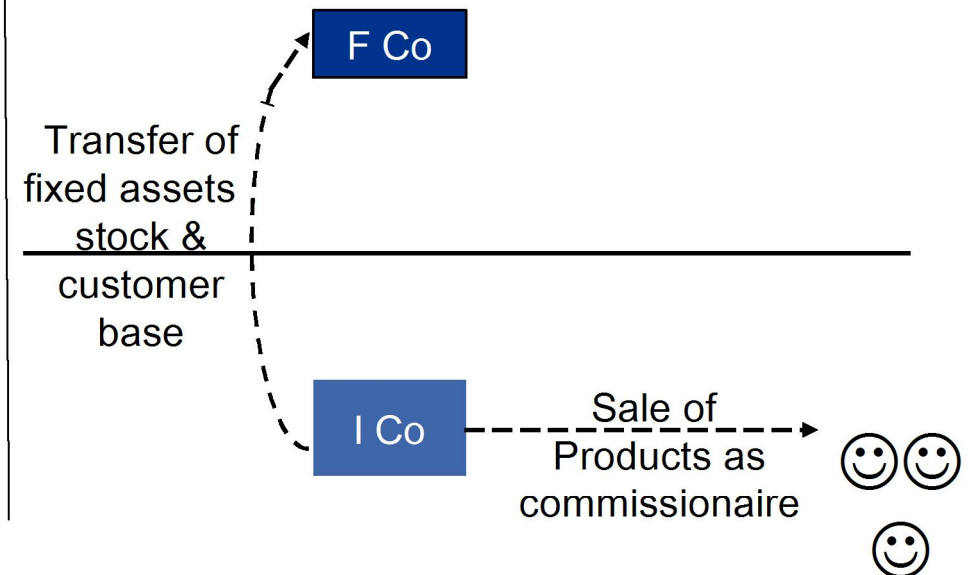 F Co
Transfer of
fixed assets
stock &
customer
base
I Co
Sale of
Products as
commissionaire